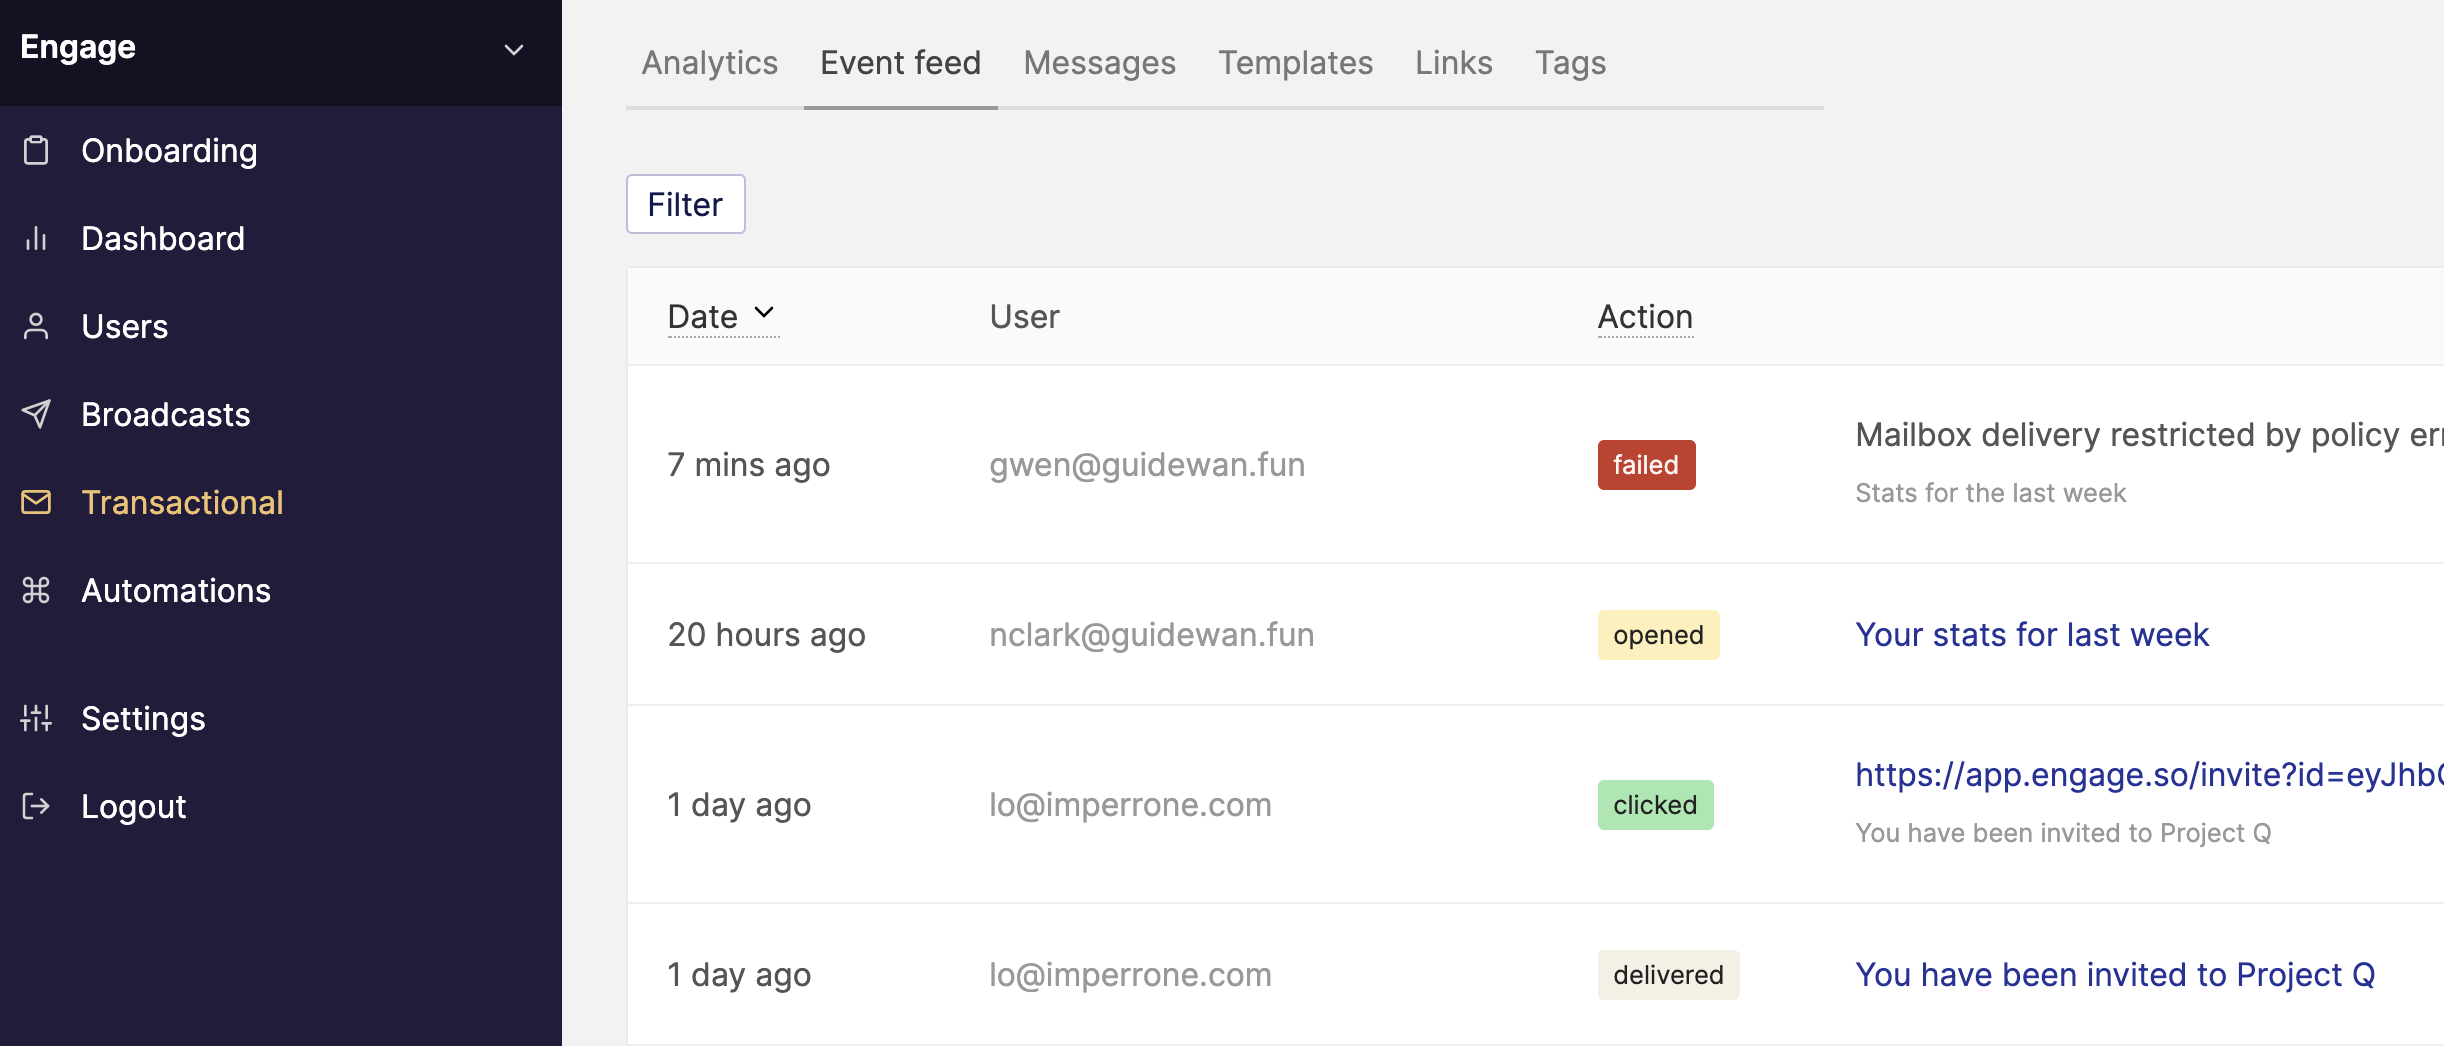 Engage
Onboarding
Dashboard
Users
Broadcasts
Transactional
Automations
Settings
Logout
Analytics Event feed Messages Templates Links Tags
Filter
Date User Action
7 mins ago gwen@guidewan.fun failed Mailbox delivery restricted by policy
Stats for the last week
20 hours ago nclark@guidewan.fun opened Your stats for last week
1 day ago lo@imperrone.com clicked https://app.engage.so/invite?id=eyJhb
You have been invited to Project Q
1 day ago lo@imperrone.com delivered You have been invited to Project Q